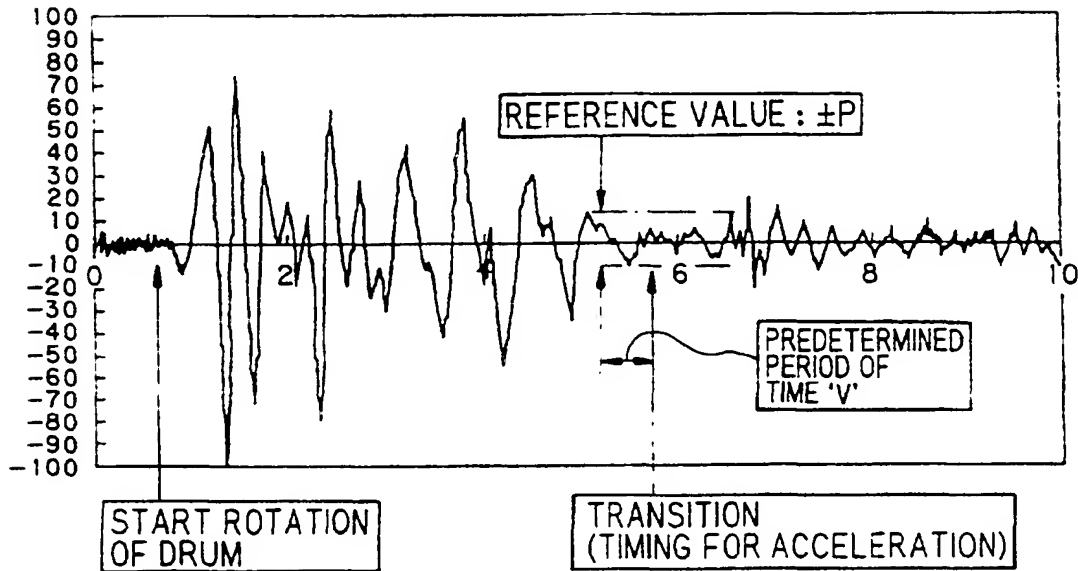 100
90
80
70
60
50
40
30
20
10
0
-10
-20
-30
-40
-50
-60
-70
-80
-90
-100
0 2 4 6 8 10
REFERENCE VALUE : ±P
PREDETERMINED
PERIOD OF
TIME 'V'
START ROTATION
OF DRUM
TRANSITION
(TIMING FOR ACCELERATION)